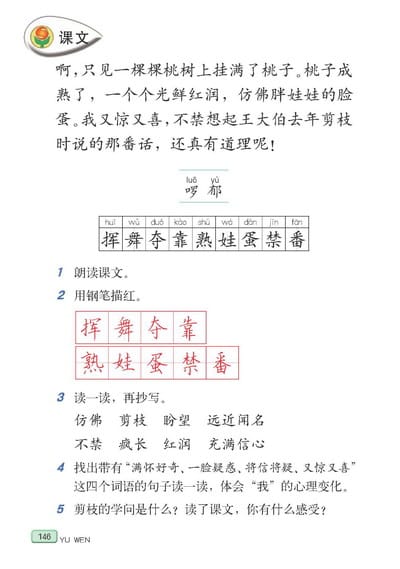 课文
啊，只见一棵棵桃树上挂满了桃子。桃子成
熟了，一个个光鲜红润，仿佛胖娃娃的脸
蛋。我又惊又喜，不禁想起王大伯去年剪枝
时说的那番话，还真有道理呢！
luō yù
啰 郁
huī wǔ duó kào shú wá dàn jīn fān
挥 舞 夺 靠 熟 娃 蛋 禁 番
1 朗读课文。
2 用钢笔描红。
挥 舞 夺 靠
熟 娃 蛋 禁 番
3 读一读，再抄写。
仿佛 剪枝 盼望 远近闻名
不禁 疯长 红润 充满信心
4 找出带有“满怀好奇、一脸疑惑、将信将疑、又惊又喜”
这四个词语的句子读一读，体会“我”的心理变化。
5 剪枝的学问是什么？读了课文，你有什么感受？
146 YU WEN